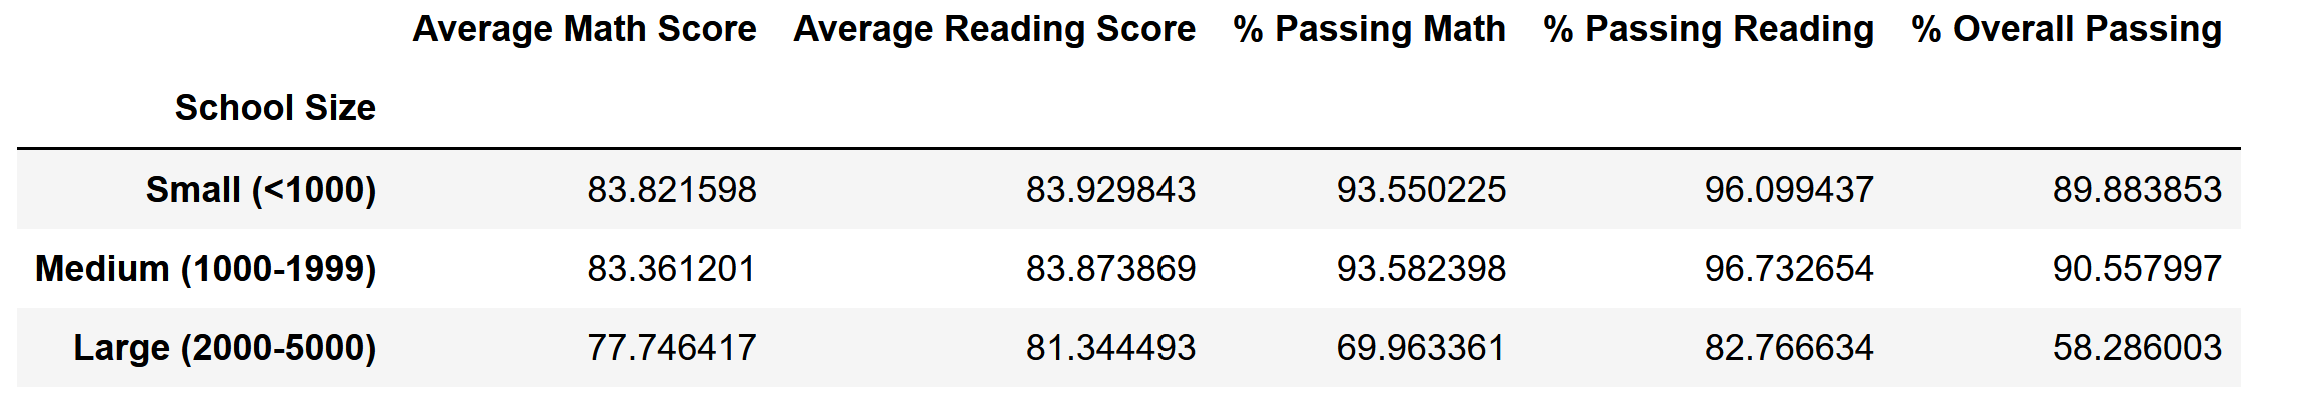 Average Math Score Average Reading Score % Passing Math % Passing Reading % Overall Passing
School Size
Small (<1000) 83.821598 83.929843 93.550225 96.099437 89.883853
Medium (1000-1999) 83.361201 83.873869 93.582398 96.732654 90.557997
Large (2000-5000) 77.746417 81.344493 69.963361 82.766634 58.286003